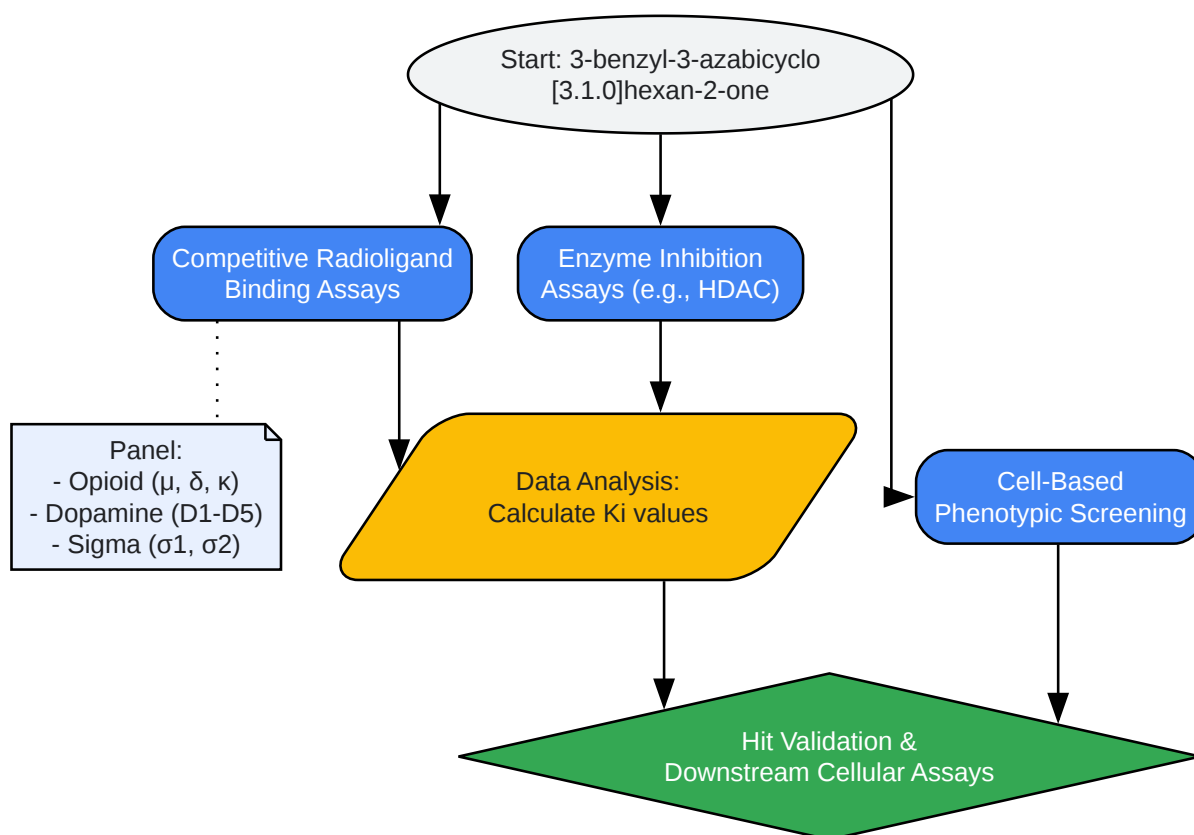 Start: 3-benzyl-3-azabicyclo
[3.1.0]hexan-2-one
Competitive Radioligand
Binding Assays
Enzyme Inhibition
Assays (e.g., HDAC)
Panel:
- Opioid (μ, δ, κ)
- Dopamine (D1-D5)
- Sigma (σ1, σ2)
Data Analysis:
Calculate Ki values
Cell-Based
Phenotypic Screening
Hit Validation &
Downstream Cellular Assays